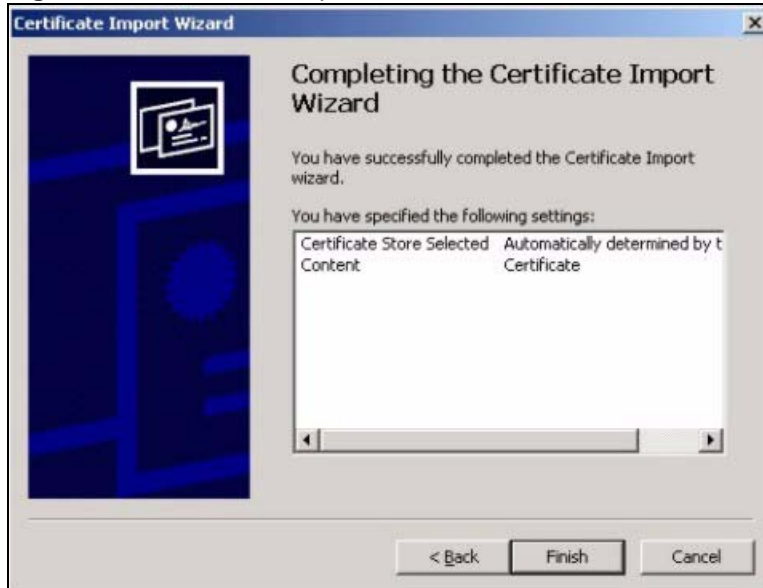 Certificate Import Wizard
Completing the Certificate Import
Wizard
You have successfully completed the Certificate Import
wizard.
You have specified the following settings:
Certificate Store Selected Automatically determined by t
Content Certificate
< Back Finish Cancel